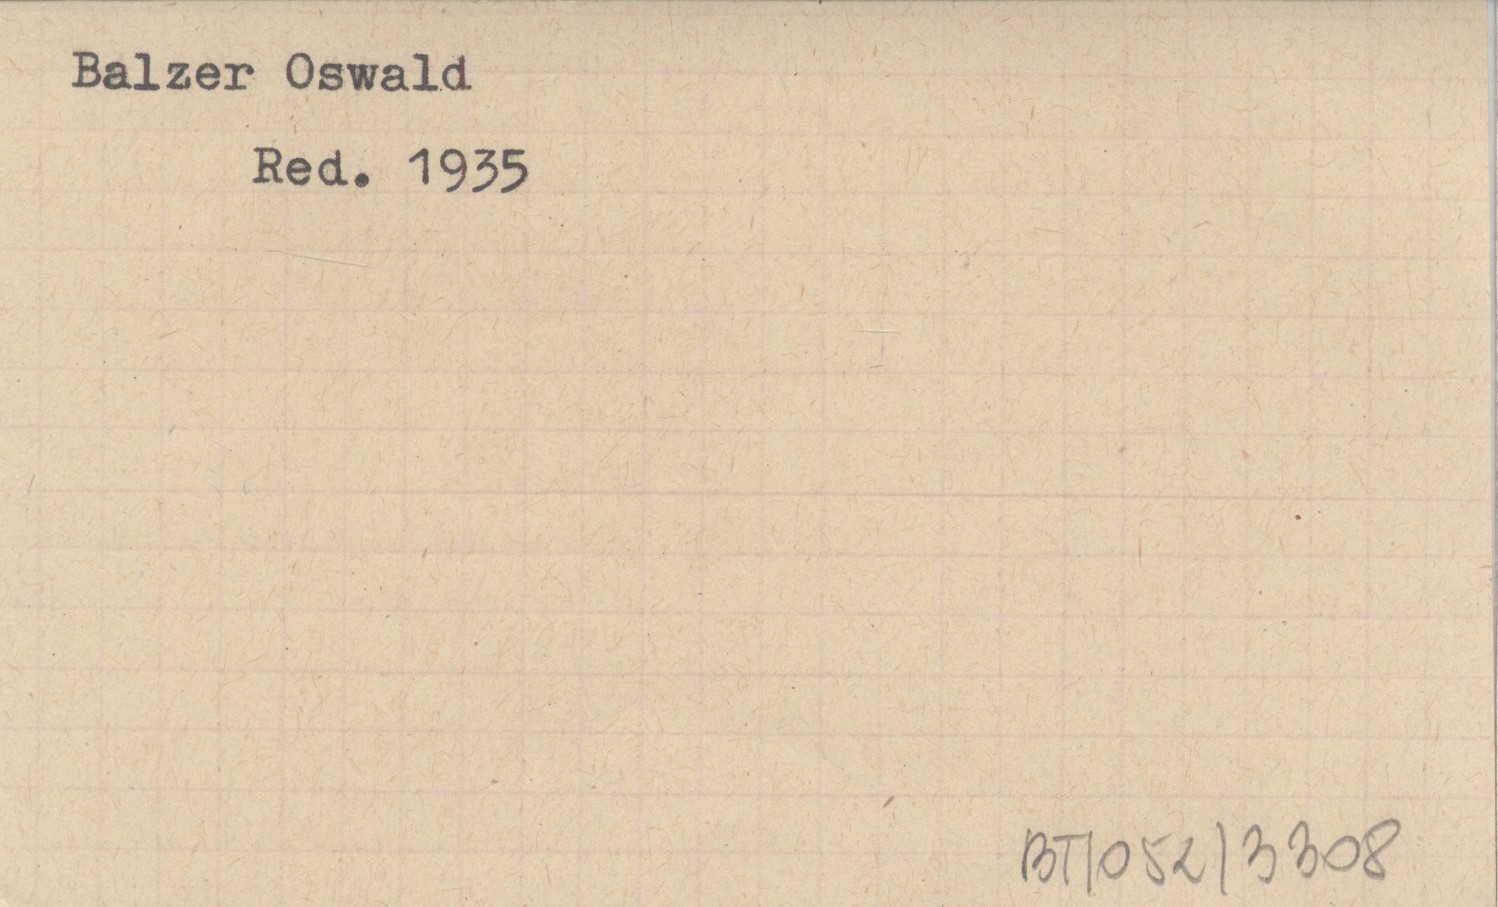 Balzer Oswald
Red. 1935
BT/052/3308